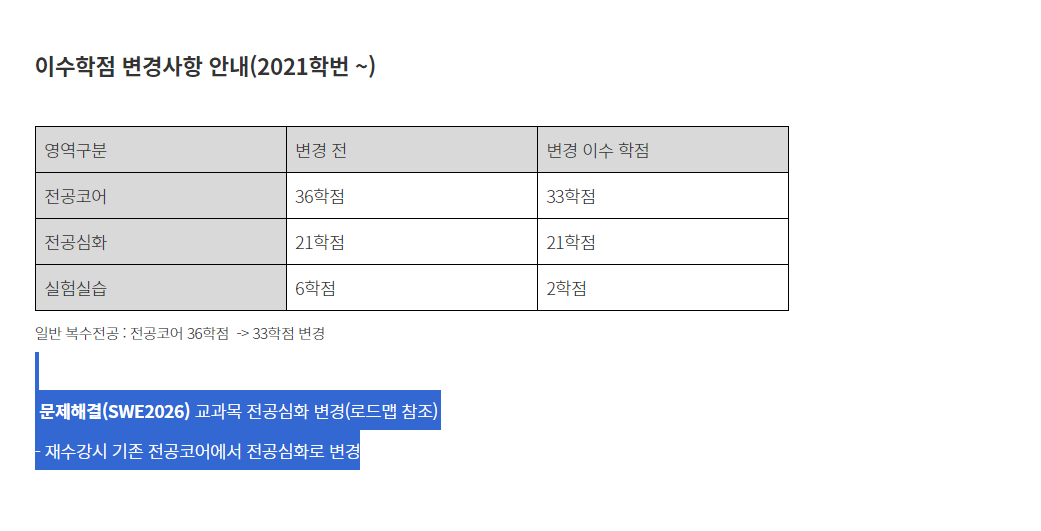 이수학점 변경사항 안내(2021학번 ~)
영역구분 변경 전 변경 이수 학점
전공코어 36학점 33학점
전공심화 21학점 21학점
실험실습 6학점 2학점
일반 복수전공 : 전공코어 36학점 -> 33학점 변경
문제해결(SWE2026) 교과목 전공심화 변경(로드맵 참조)
- 재수강시 기존 전공코어에서 전공심화로 변경